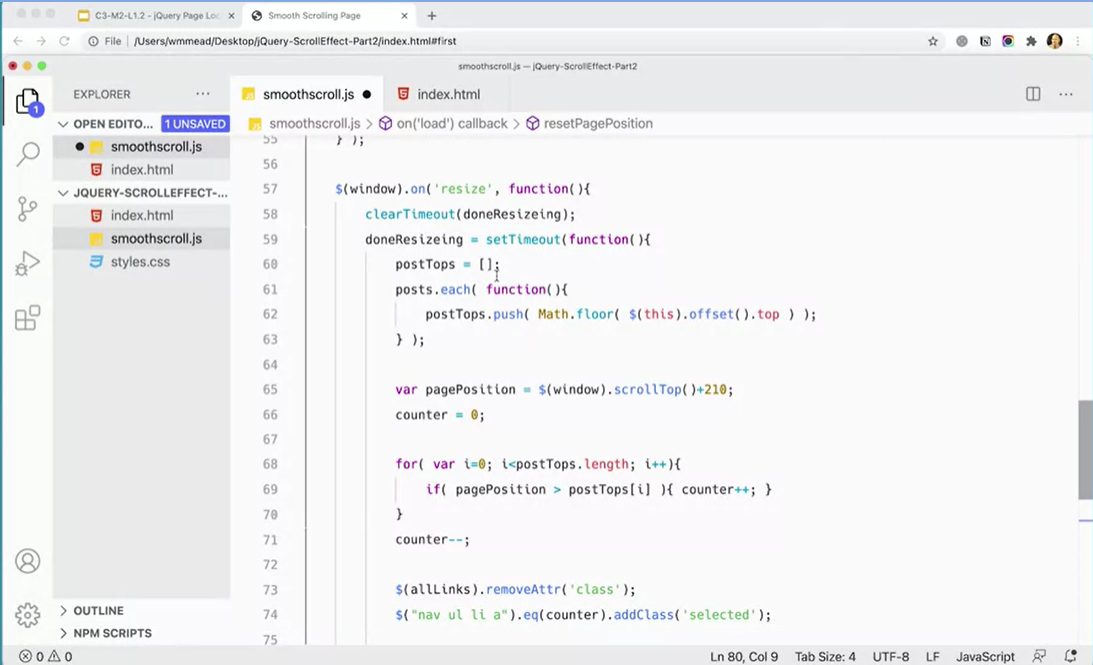 C3-M2-L1.2 – jQuery Page Loc
Smooth Scrolling Page
File /Users/wmmead/Desktop/jQuery-ScrollEffect-Part2/index.html#first
smoothscroll.js — jQuery-ScrollEffect-Part2
EXPLORER
smoothscroll.js
index.html
OPEN EDITO... 1 UNSAVED
smoothscroll.js > on('load') callback > resetPagePosition
smoothscroll.js
index.html
JQUERY-SCROLLEFFECT-...
index.html
smoothscroll.js
styles.css
1
55 } );
56
57 $(window).on('resize', function(){
58 clearTimeout(doneResizeing);
59 doneResizeing = setTimeout(function(){
60 postTops = [];
61 posts.each( function(){
62 postTops.push( Math.floor( $(this).offset().top ) );
63 } );
64
65 var pagePosition = $(window).scrollTop()+210;
66 counter = 0;
67
68 for( var i=0; i<postTops.length; i++){
69 if( pagePosition > postTops[i] ){ counter++; }
70 }
71 counter--;
72
73 $(allLinks).removeAttr('class');
74 $("nav ul li a").eq(counter).addClass('selected');
75
OUTLINE
NPM SCRIPTS
0 0
Ln 80, Col 9 Tab Size: 4 UTF-8 LF JavaScript